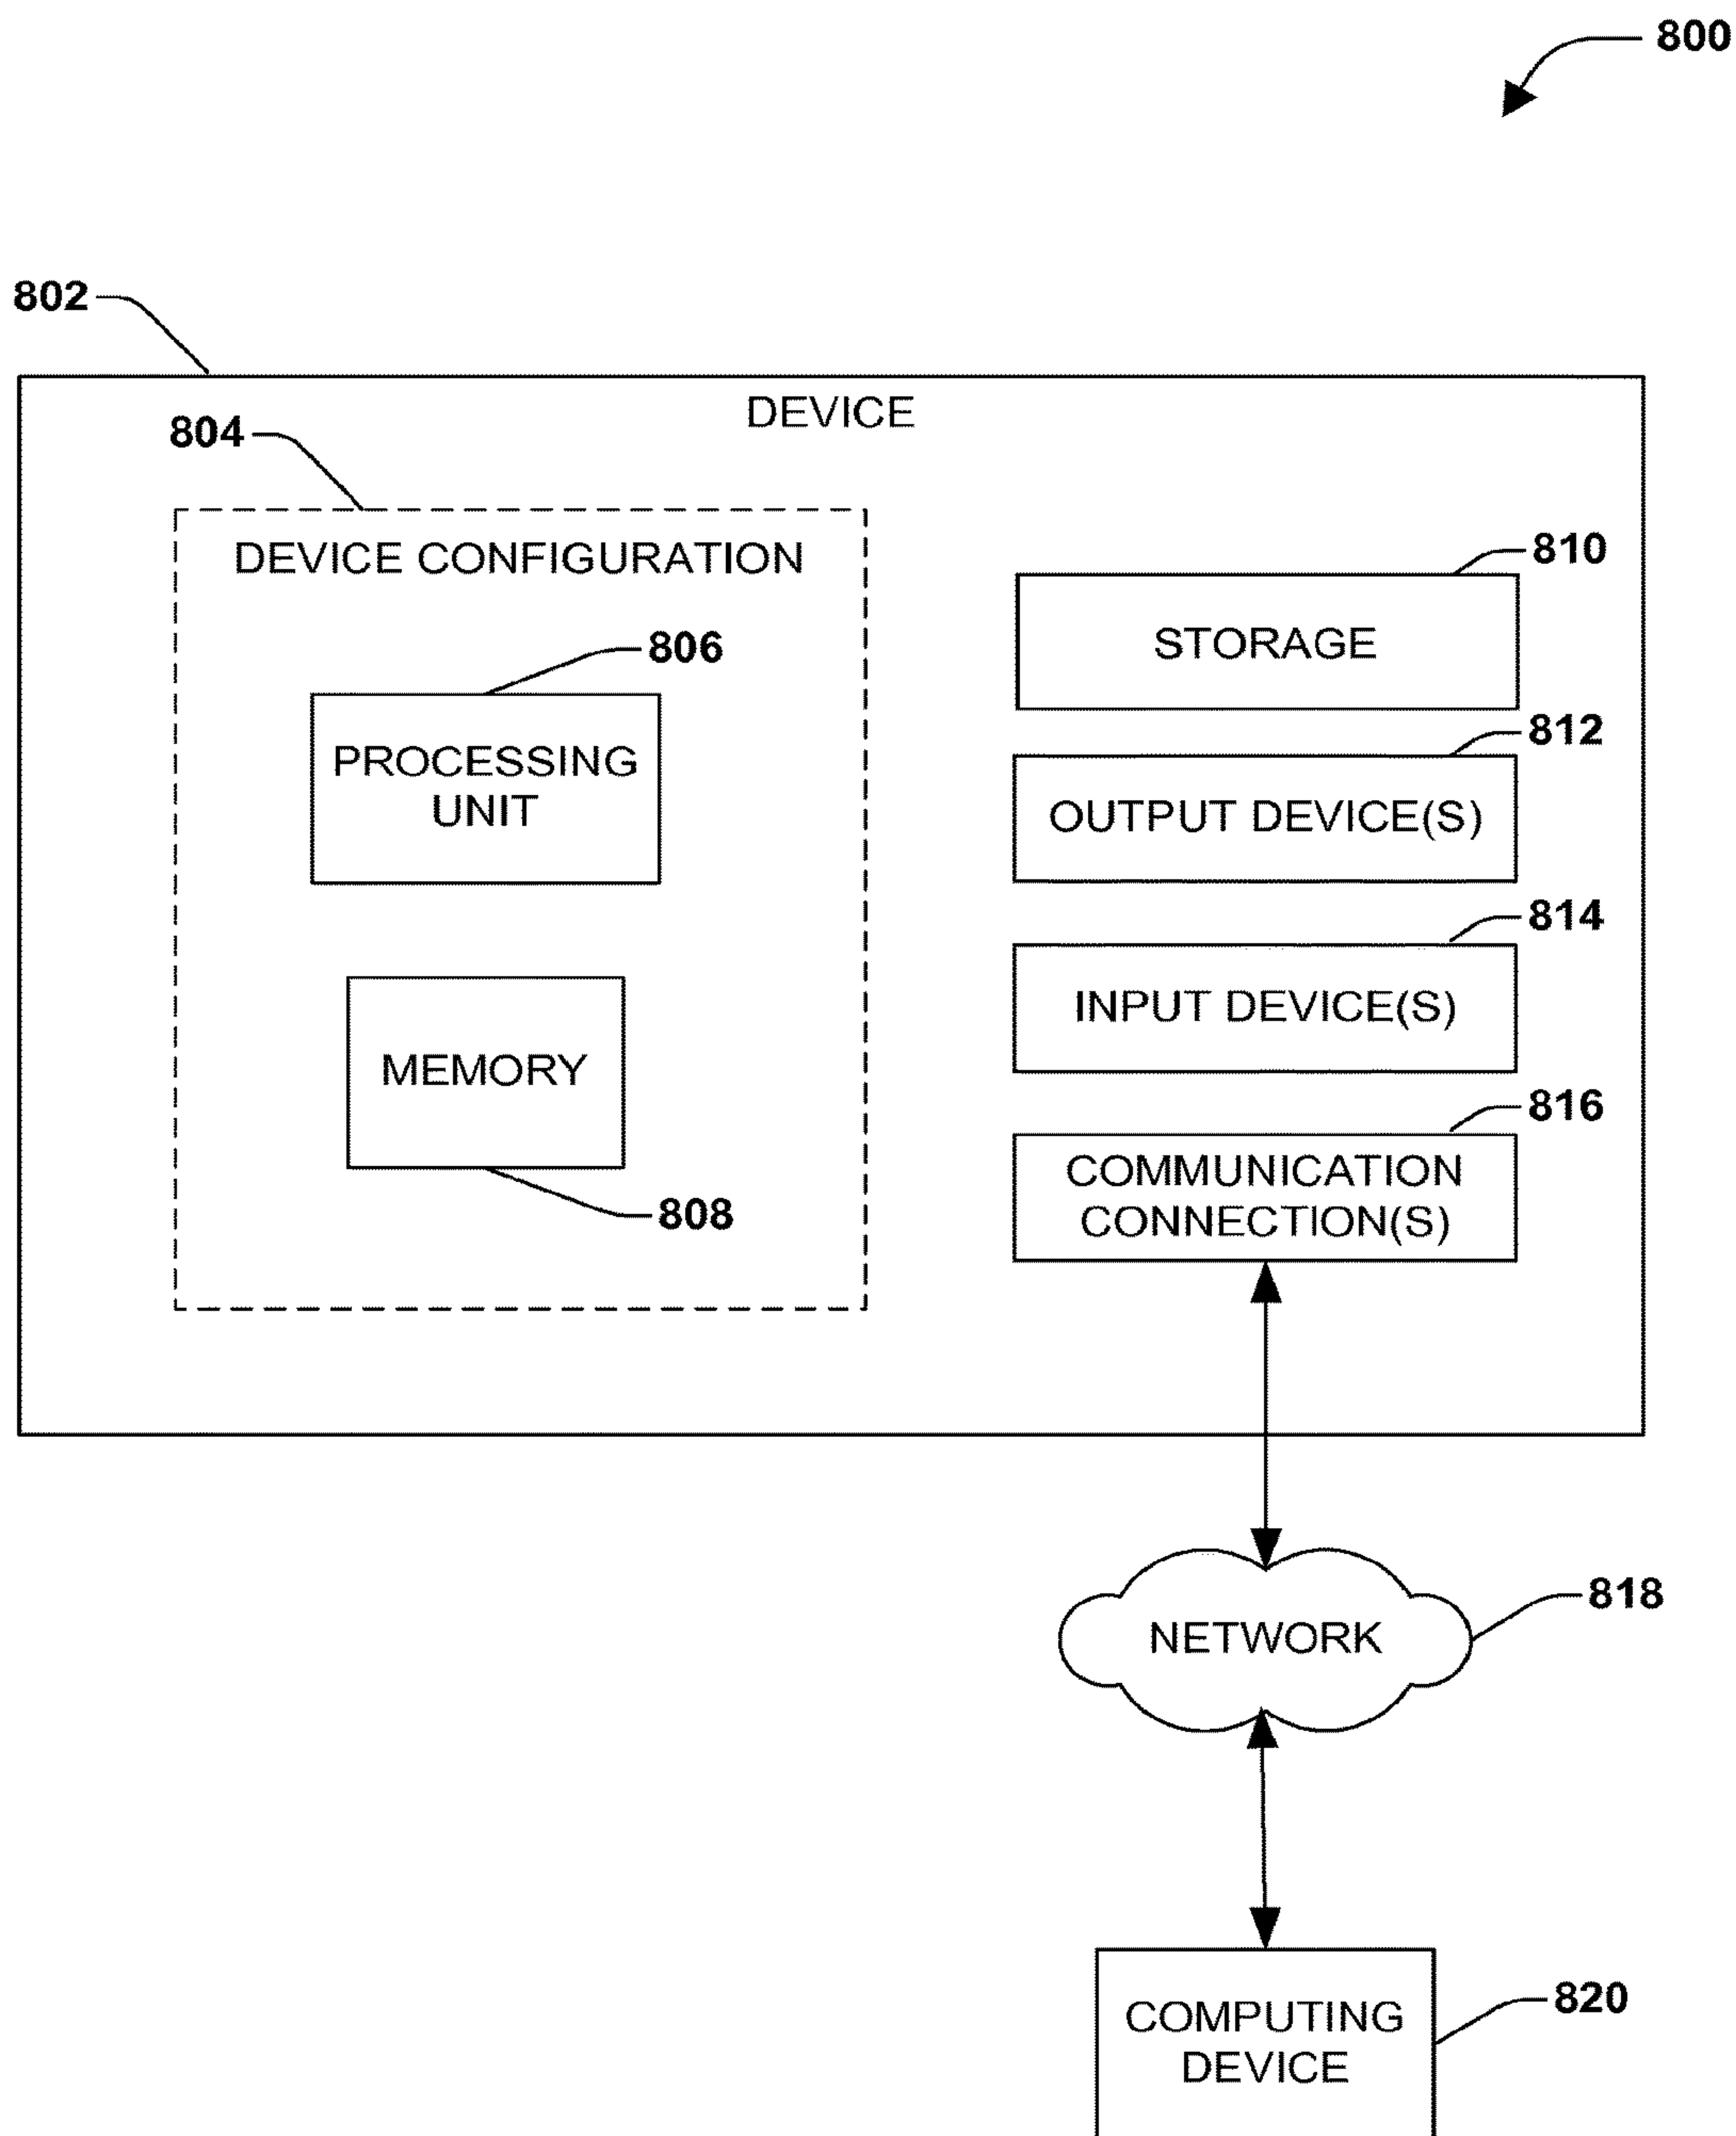 800
802
DEVICE
804
DEVICE CONFIGURATION
806
PROCESSING
UNIT
MEMORY
808
810
STORAGE
812
OUTPUT DEVICE(S)
814
INPUT DEVICE(S)
816
COMMUNICATION
CONNECTION(S)
818
NETWORK
820
COMPUTING
DEVICE